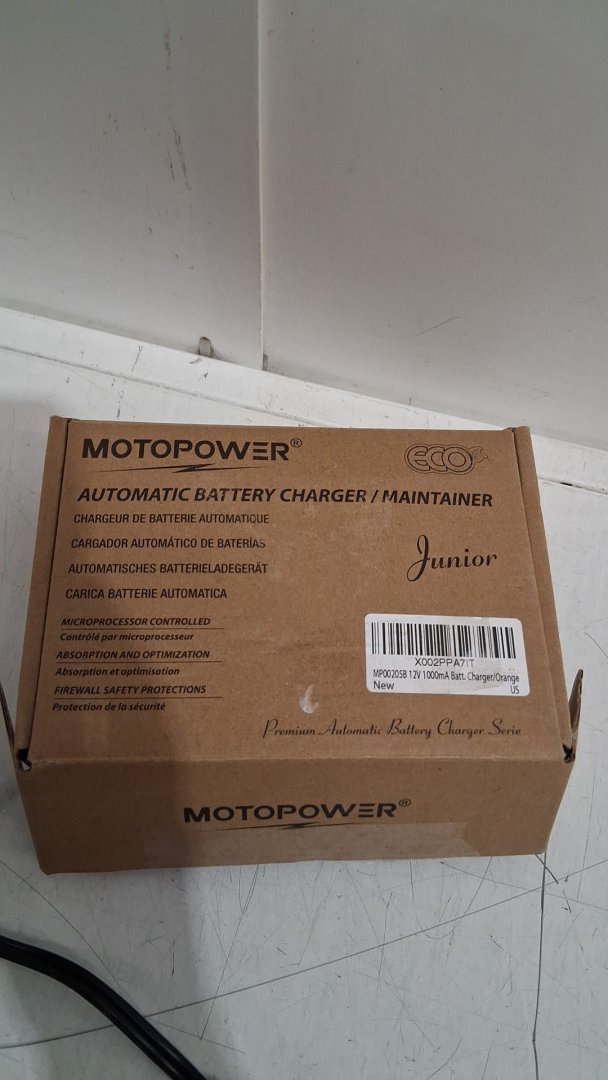 MOTOPOWER®
ECO
AUTOMATIC BATTERY CHARGER / MAINTAINER
CHARGEUR DE BATTERIE AUTOMATIQUE
CARGADOR AUTOMÁTICO DE BATERÍAS
AUTOMATISCHES BATTERIELADEGERÄT
CARICA BATTERIE AUTOMATICA
Junior
MICROPROCESSOR CONTROLLED
Contrôlé par microprocesseur
ABSORPTION AND OPTIMIZATION
Absorption et optimisation
FIREWALL SAFETY PROTECTIONS
Protection de la sécurité
X002PPA7IT
MP00205B 12V 1000mA Batt. Charger/Orange
New
US
Premium Automatic Battery Charger Serie
MOTOPOWER®